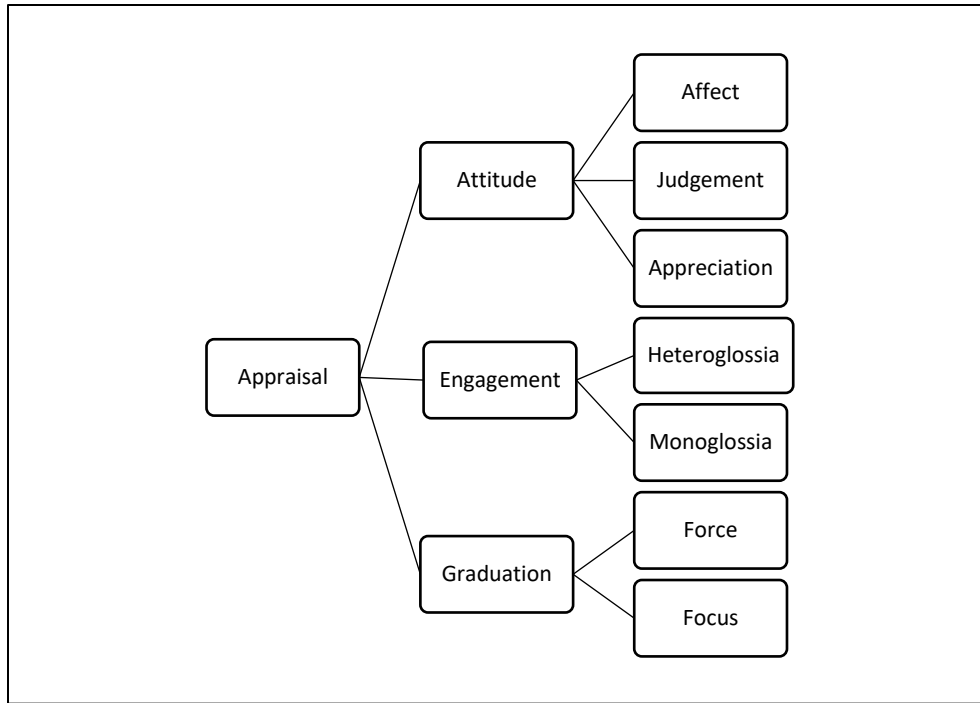 Appraisal
Attitude
Affect
Judgement
Appreciation
Engagement
Heteroglossia
Monoglossia
Graduation
Force
Focus